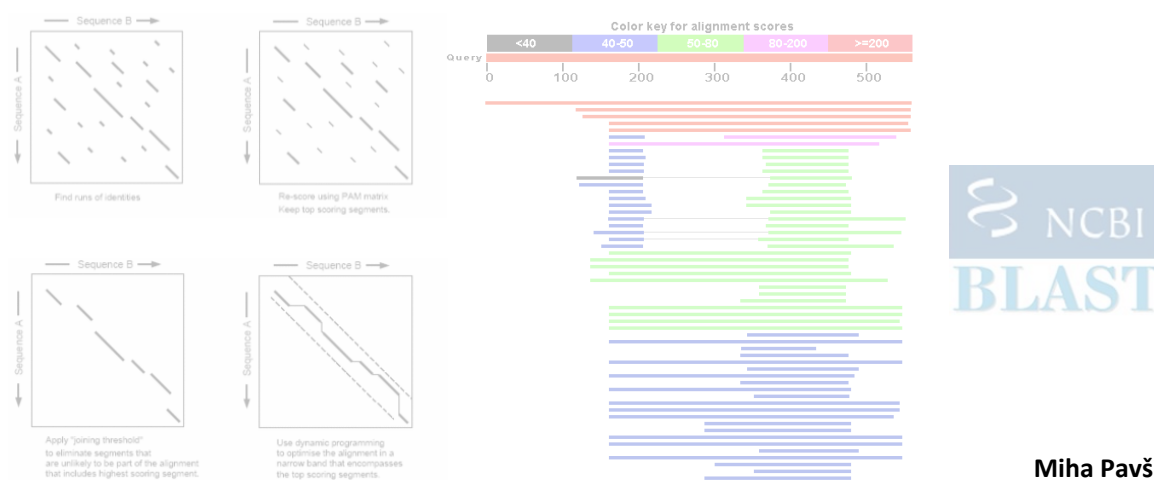 Sequence B
Sequence A
Find runs of identities
Sequence B
Sequence A
Re-score using PAM matrix
Keep top scoring segments.
Sequence B
Sequence A
Apply "joining threshold"
to eliminate segments that
are unlikely to be part of the alignment
that includes highest scoring segment.
Sequence B
Sequence A
Use dynamic programming
to optimise the alignment in a
narrow band that encompasses
the top scoring segments.
Color key for alignment scores
<40 40-50 50-80 80-200 >=200
Query
0 100 200 300 400 500
NCBI
BLAST
Miha Pavš